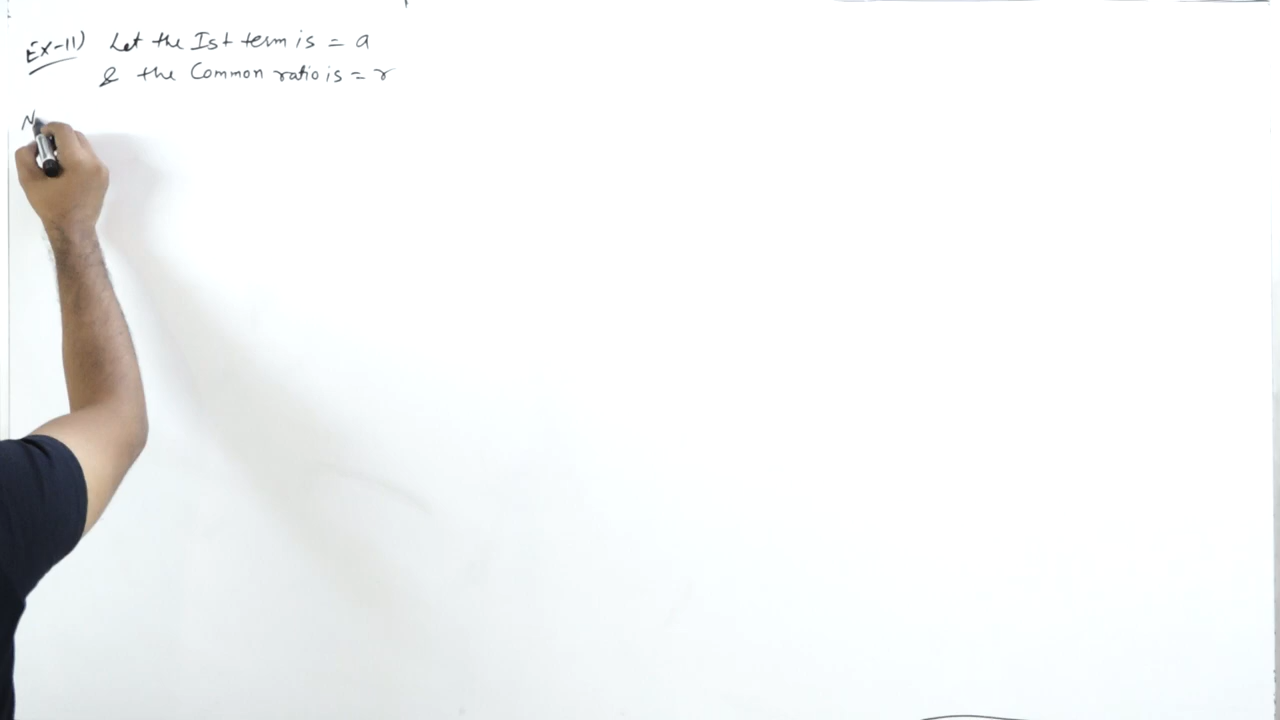 Ex-11) Let the Ist term is = a
& the Common ratio is = r
N